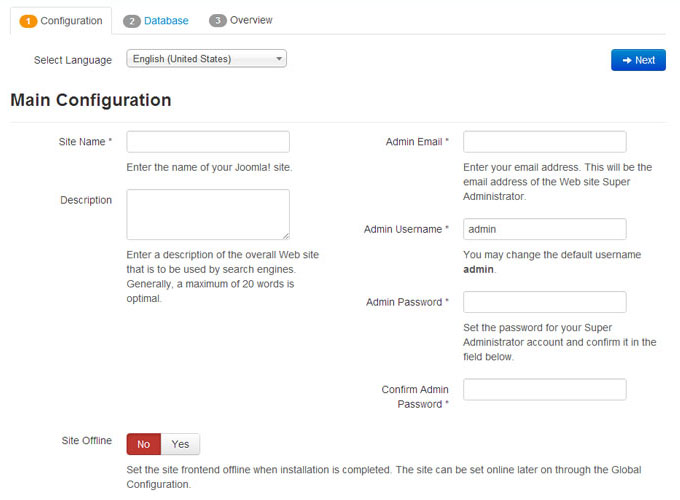 1 Configuration 2 Database 3 Overview
Select Language English (United States) Next
Main Configuration
Site Name *
Enter the name of your Joomla! site.
Description
Enter a description of the overall Web site
that is to be used by search engines.
Generally, a maximum of 20 words is
optimal.
Admin Email *
Enter your email address. This will be the
email address of the Web site Super
Administrator.
Admin Username * admin
You may change the default username
admin.
Admin Password *
Set the password for your Super
Administrator account and confirm it in the
field below.
Confirm Admin
Password *
Site Offline No Yes
Set the site frontend offline when installation is completed. The site can be set online later on through the Global
Configuration.